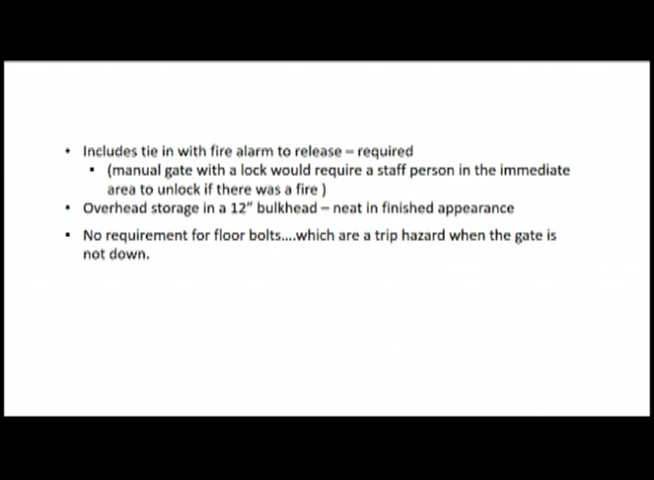 • Includes tie in with fire alarm to release – required
▪ (manual gate with a lock would require a staff person in the immediate
area to unlock if there was a fire )
• Overhead storage in a 12" bulkhead – neat in finished appearance
• No requirement for floor bolts....which are a trip hazard when the gate is
not down.